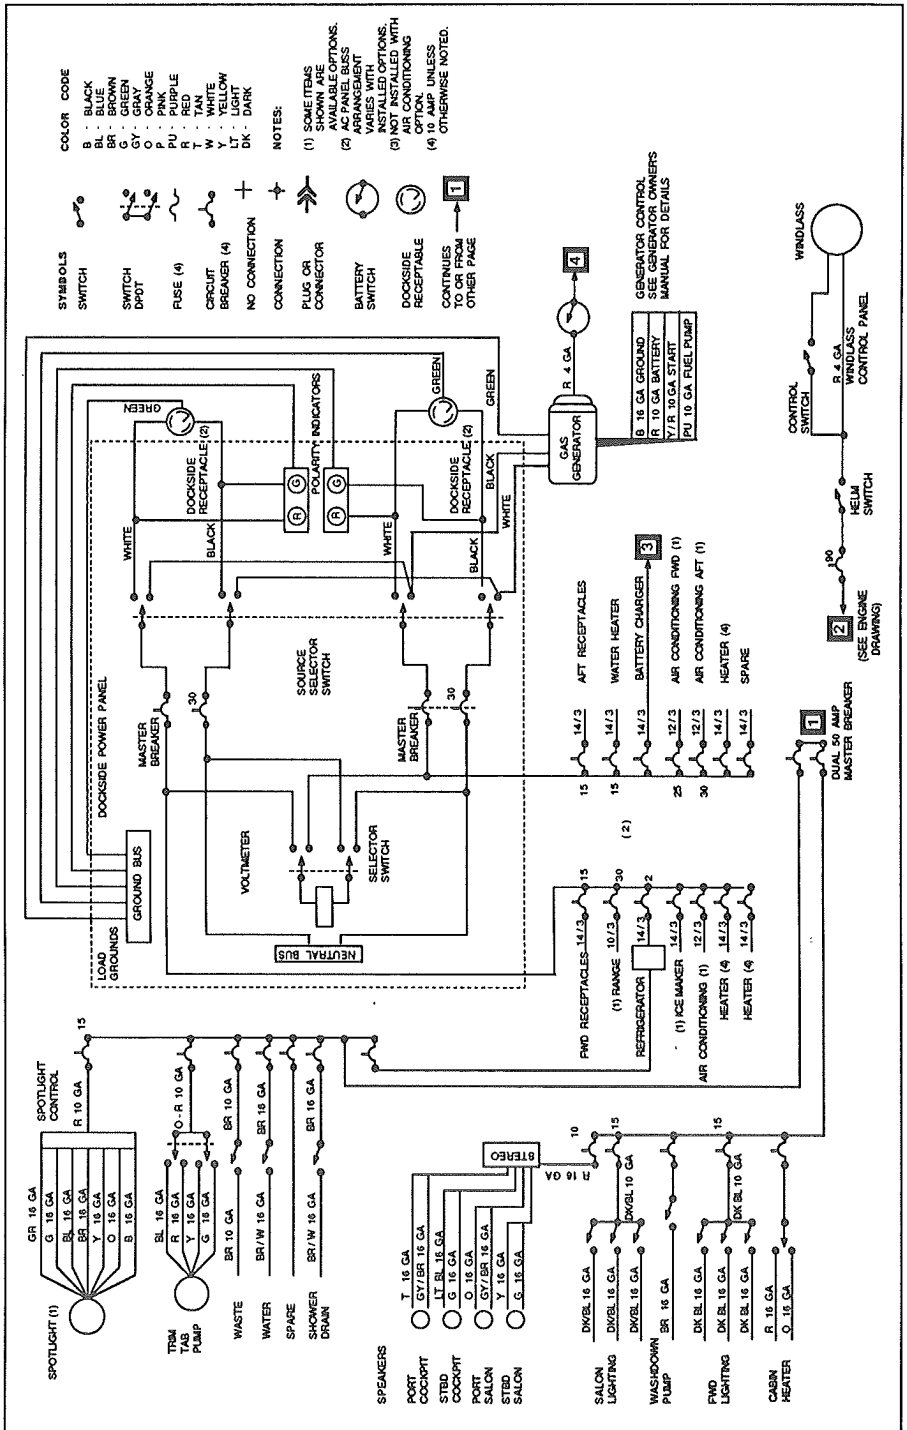 COLOR CODE
B - BLACK
BL - BLUE
BR - BROWN
G - GREEN
GY - GRAY
O - ORANGE
P - PINK
PU - PURPLE
R - RED
T - TAN
W - WHITE
Y - YELLOW
LT - LIGHT
DK - DARK
NOTES:
(1) SOME ITEMS
SHOWN ARE
AVAILABLE OPTIONS.
(2) AC PANEL BUSS
ARRANGEMENT
VARIES WITH
INSTALLED OPTIONS.
(3) NOT INSTALLED WITH
AIR CONDITIONING
OPTION.
(4) 10 AMP UNLESS
OTHERWISE NOTED.
SYMBOLS
SWITCH
SWITCH
DPDT
FUSE (4)
CIRCUIT
BREAKER (4)
NO CONNECTION
CONNECTION
PLUG OR
CONNECTOR
BATTERY
SWITCH
DOCKSIDE
RECEPTABLE
CONTINUES
TO OR FROM
OTHER PAGE
1
DOCKSIDE POWER PANEL
LOAD
GROUNDS
GROUND BUS
GREEN
DOCKSIDE
RECEPTACLE (2)
WHITE
BLACK
POLARITY INDICATORS
R
G
R
G
GREEN
GREEN
DOCKSIDE
RECEPTACLE (2)
WHITE
BLACK
BLACK
WHITE
SOURCE
SELECTOR
SWITCH
MASTER
BREAKER
30
MASTER
BREAKER
30
VOLTMETER
SELECTOR
SWITCH
NEUTRAL BUS
GAS
GENERATOR
R 4 GA
4
B 16 GA GROUND
R 10 GA BATTERY
Y/R 10 GA START
PU 10 GA FUEL PUMP
GENERATOR CONTROL
SEE GENERATOR OWNER'S
MANUAL FOR DETAILS
WINDLASS
CONTROL
SWITCH
R 4 GA
WINDLASS
CONTROL PANEL
HELM
SWITCH
90
2
(SEE ENGINE
DRAWING)
15 14/3 AFT RECEPTACLES
15 14/3 WATER HEATER
14/3 BATTERY CHARGER
3
25 12/3 AIR CONDITIONING FWD (1)
30 12/3 AIR CONDITIONING AFT (1)
14/3 HEATER (4)
14/3 SPARE
(2)
FWD RECEPTACLES 14/3 15
(1) RANGE 10/3 30
REFRIGERATOR 14/3 2
(1) ICE MAKER 14/3
AIR CONDITIONING (1) 12/3
HEATER (4) 14/3
HEATER (4) 14/3
1
DUAL 50 AMP
MASTER BREAKER
SPOTLIGHT (1)
GR 16 GA
G 16 GA
BL 16 GA
BR 16 GA
Y 16 GA
O 16 GA
B 16 GA
SPOTLIGHT
CONTROL
R 10 GA
15
TRIM
TAB
PUMP
BL 16 GA
R 16 GA
Y 16 GA
G 16 GA
O-R 10 GA
WASTE BR 10 GA BR 10 GA
WATER BR/W 16 GA BR 16 GA
SPARE
SHOWER
DRAIN
BR/W 16 GA BR 16 GA
SPEAKERS
PORT
COCKPIT
T 16 GA
GY/BR 16 GA
STBD
COCKPIT
LT BL 16 GA
G 16 GA
PORT
SALON
O 16 GA
GY/BR 16 GA
STBD
SALON
Y 16 GA
G 16 GA
STEREO
R 16 GA
10
SALON
LIGHTING
DK/BL 16 GA
DK/BL 16 GA
DK/BL 16 GA
DK/BL 10 GA
15
WASHDOWN
PUMP
BR 16 GA
FWD
LIGHTING
DK BL 16 GA
DK BL 16 GA
DK BL 16 GA
DK BL 10 GA
15
CABIN
HEATER
R 16 GA
O 16 GA